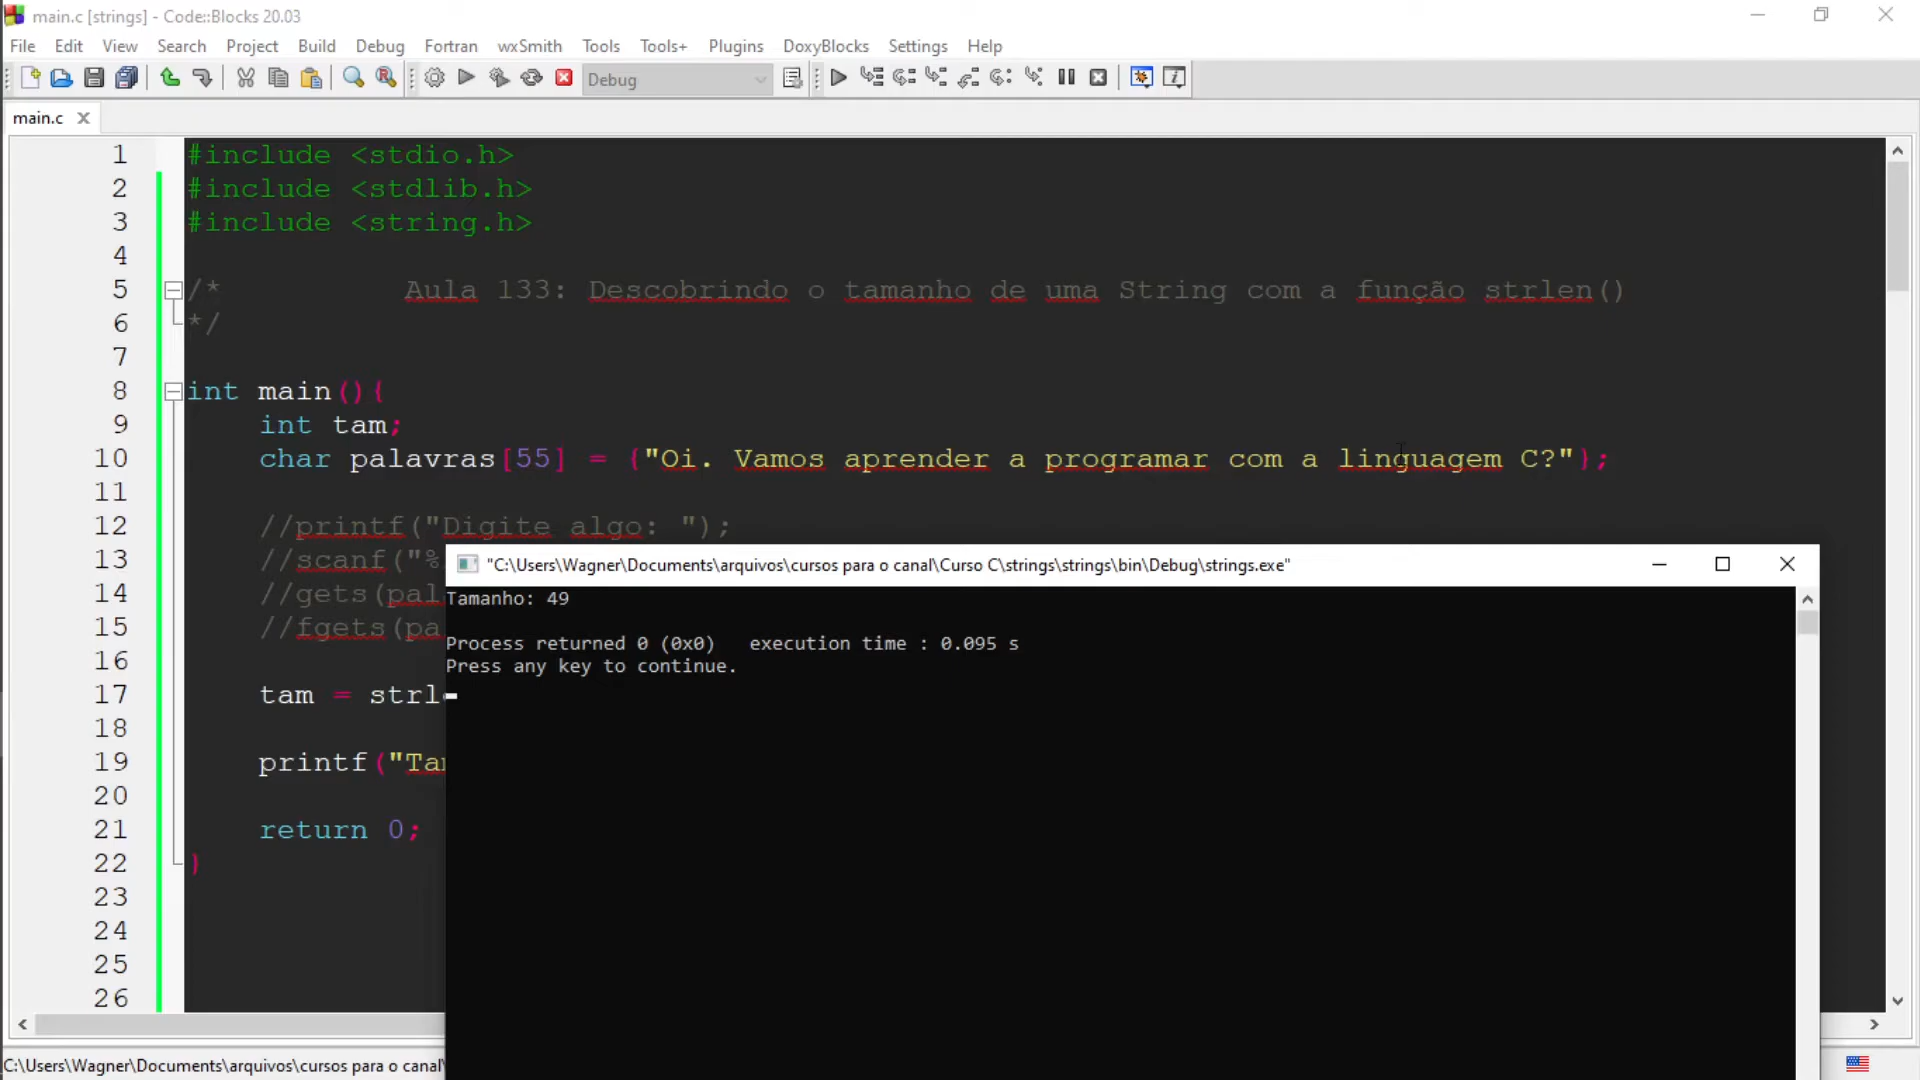 main.c [strings] - Code::Blocks 20.03
File Edit View Search Project Build Debug Fortran wxSmith Tools Tools+ Plugins DoxyBlocks Settings Help
Debug
main.c
1 #include <stdio.h>
2 #include <stdlib.h>
3 #include <string.h>
4
5 /* Aula 133: Descobrindo o tamanho de uma String com a função strlen()
6 */
7
8 int main(){
9 int tam;
10 char palavras[55] = {"Oi. Vamos aprender a programar com a linguagem C?"};
11
12 //printf("Digite algo: ");
13 //scanf("%
14 //gets(pal
15 //fgets(pa
16
17 tam = strl
18
19 printf("Ta
20
21 return 0;
22 }
23
24
25
26
"C:\Users\Wagner\Documents\arquivos\cursos para o canal\Curso C\strings\strings\bin\Debug\strings.exe"
Tamanho: 49
Process returned 0 (0x0) execution time : 0.095 s
Press any key to continue.
C:\Users\Wagner\Documents\arquivos\cursos para o canal\